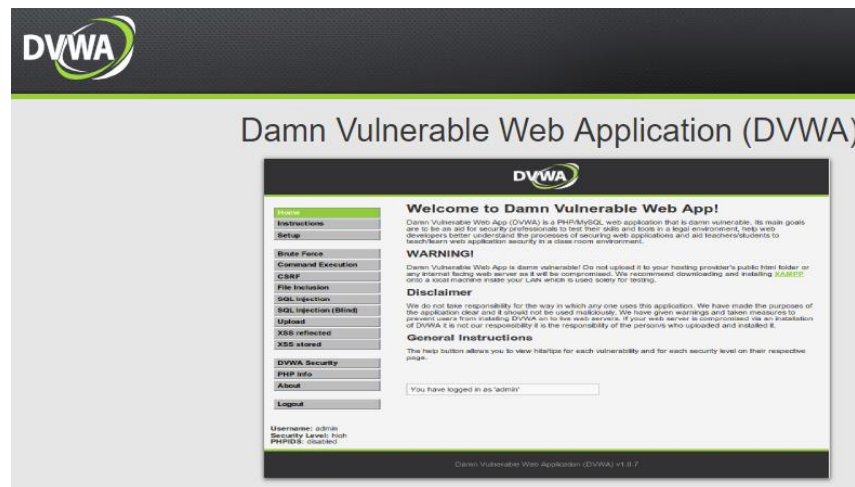 DVWA
Damn Vulnerable Web Application (DVWA)
DVWA
Home
Instructions
Setup
Brute Force
Command Execution
CSRF
File Inclusion
SQL Injection
SQL Injection (Blind)
Upload
XSS reflected
XSS stored
DVWA Security
PHP Info
About
Logout
Username: admin
Security Level: high
PHPIDS: disabled
Welcome to Damn Vulnerable Web App!
Damn Vulnerable Web App (DVWA) is a PHP/MySQL web application that is damn vulnerable. Its main goals
are to be an aid for security professionals to test their skills and tools in a legal environment, help web
developers better understand the processes of securing web applications and aid teachers/students to
teach/learn web application security in a class room environment.
WARNING!
Damn Vulnerable Web App is damn vulnerable! Do not upload it to your hosting provider's public html folder or
any internet facing web server as it will be compromised. We recommend downloading and installing XAMPP
onto a local machine inside your LAN which is used solely for testing.
Disclaimer
We do not take responsibility for the way in which any one uses this application. We have made the purposes of
the application clear and it should not be used maliciously. We have given warnings and taken measures to
prevent users from installing DVWA on to live web servers. If your web server is compromised via an installation
of DVWA it is not our responsibility it is the responsibility of the person/s who uploaded and installed it.
General Instructions
The help button allows you to view hits/tips for each vulnerability and for each security level on their respective
page.
You have logged in as 'admin'
Damn Vulnerable Web Application (DVWA) v1.0.7